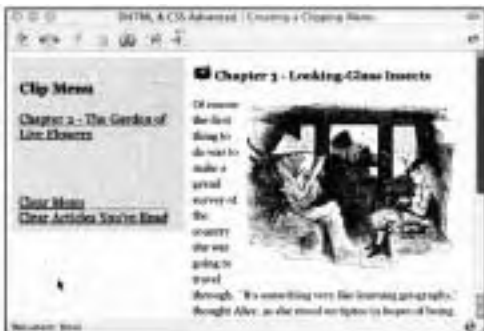 DHTML & CSS Advanced | Creating a Clipping Menu
Clip Menu
Chapter 2 - The Garden of
Live Flowers
Clear Menu
Clear Articles You've Read
Chapter 3 - Looking-Glass Insects
Of course
the first
thing to
do was to
make a
grand
survey of
the
country
she was
going to
travel
through. "It's something very like learning geography,"
thought Alice, as she stood on tiptoe in hopes of being